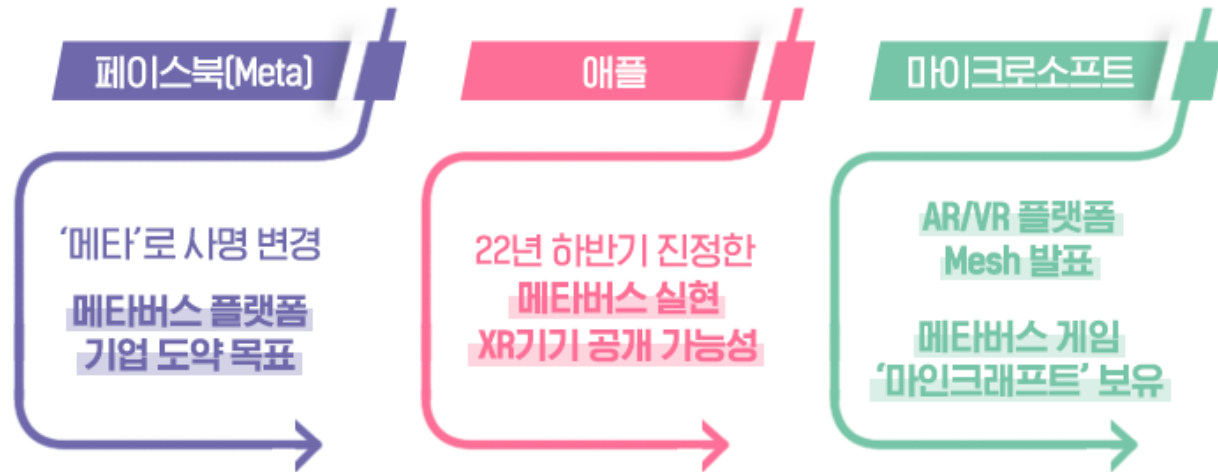 페이스북(Meta)
‘메타’로 사명 변경
메타버스 플랫폼
기업 도약 목표
애플
22년 하반기 진정한
메타버스 실현
XR기기 공개 가능성
마이크로소프트
AR/VR 플랫폼
Mesh 발표
메타버스 게임
‘마인크래프트’ 보유